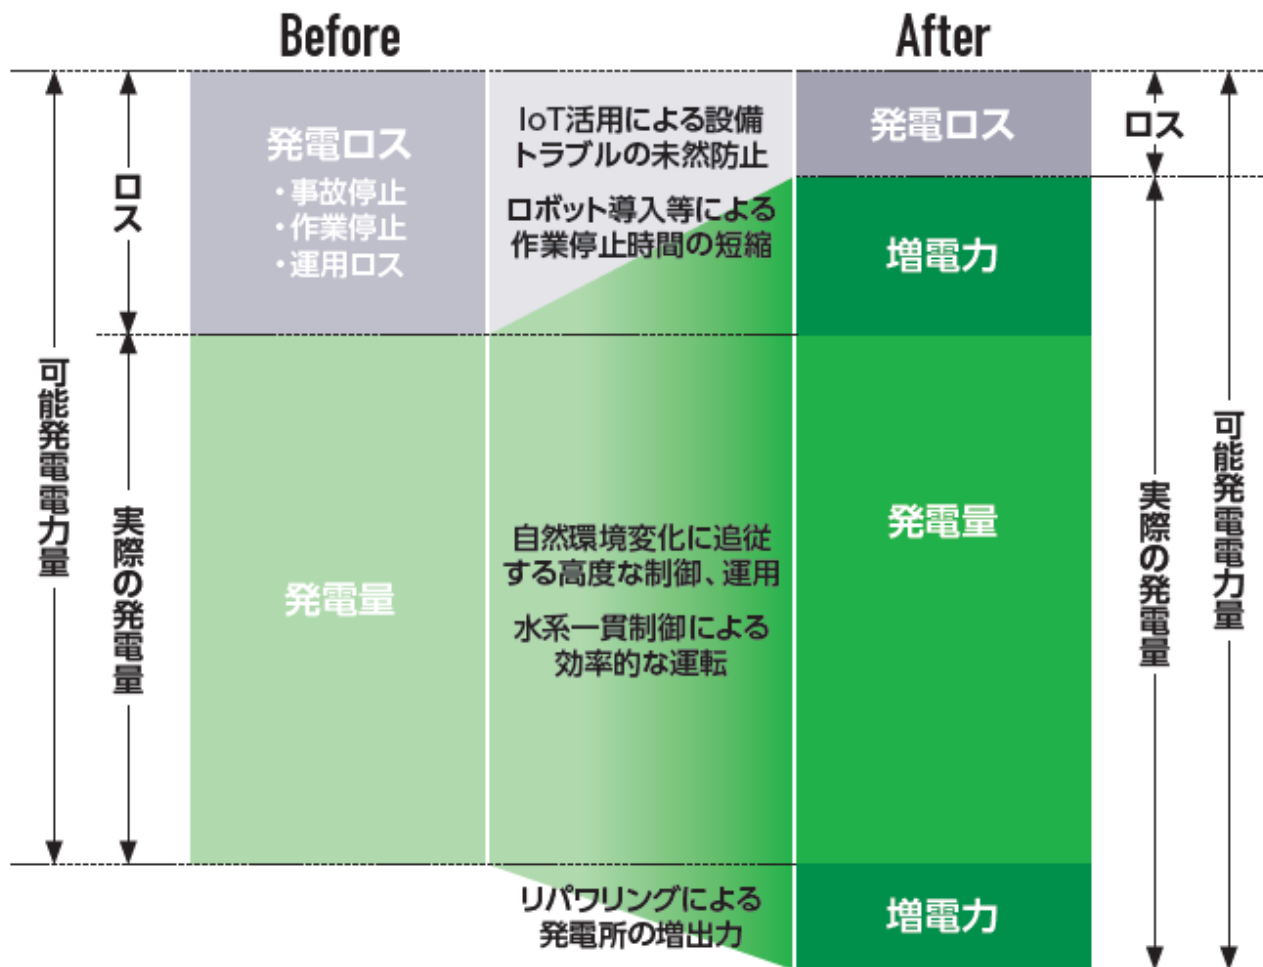 Before
After
可能発電電力量
ロス
実際の発電量
発電ロス
・事故停止
・作業停止
・運用ロス
発電量
IoT活用による設備
トラブルの未然防止
ロボット導入等による
作業停止時間の短縮
自然環境変化に追従
する高度な制御、運用
水系一貫制御による
効率的な運転
リパワリングによる
発電所の増出力
発電ロス
増電力
発電量
増電力
ロス
実際の発電量
可能発電電力量